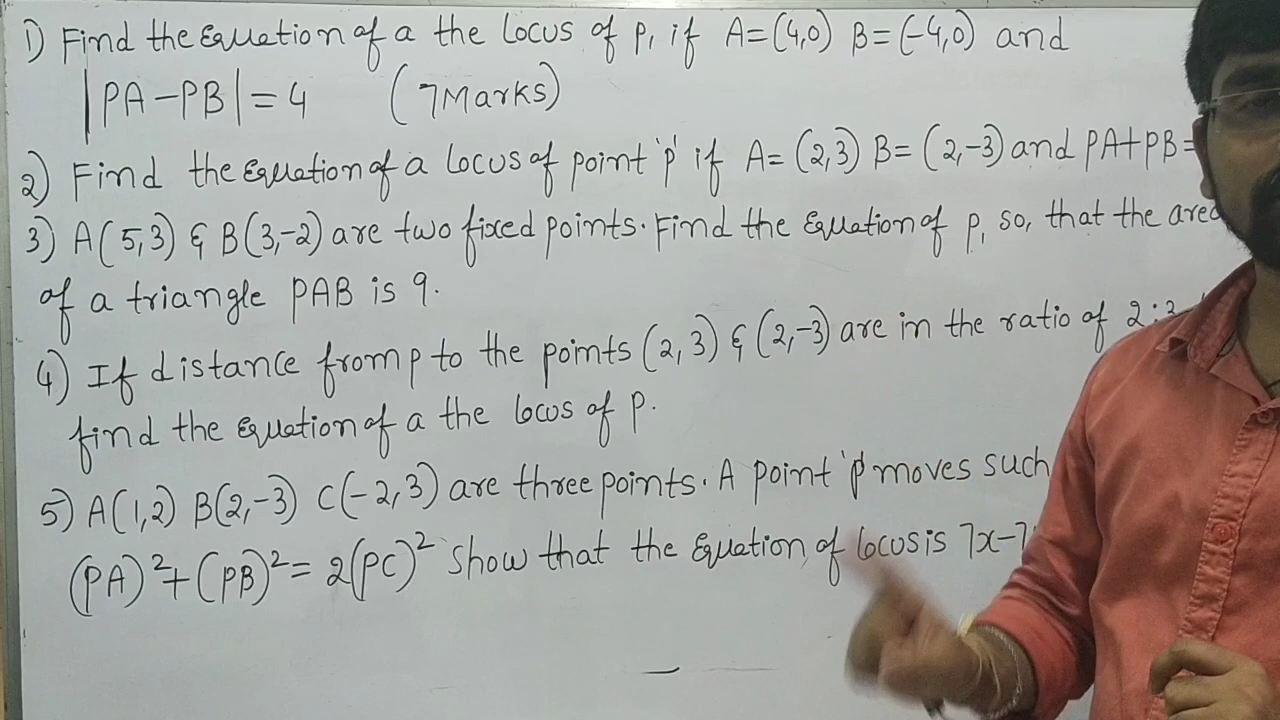 1) Find the Equation of a the locus of P, if A=(4,0) B=(-4,0) and
|PA-PB|=4 (7Marks)
2) Find the Equation of a locus of point 'p' if A=(2,3) B=(2,-3) and PA+PB=
3) A(5,3) & B(3,-2) are two fixed points. Find the Equation of P, so, that the area
of a triangle PAB is 9.
4) If distance from p to the points (2,3) & (2,-3) are in the ratio of 2:3
find the Equation of a the locus of P.
5) A(1,2) B(2,-3) C(-2,3) are three points. A point 'p' moves such
(PA)²+(PB)²=2(PC)² show that the Equation of locus is 7x-7